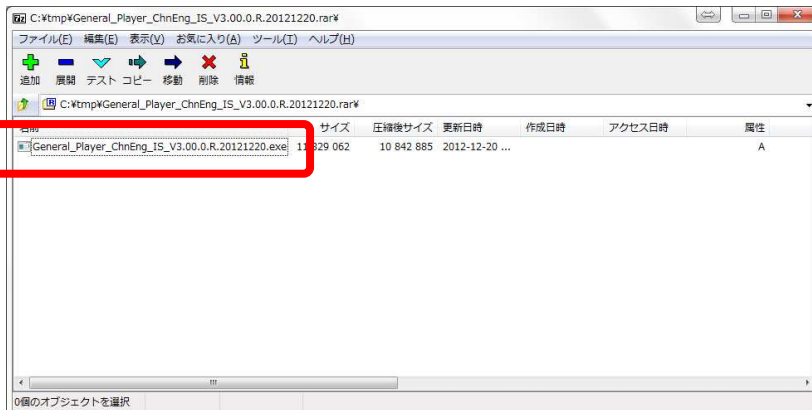 C:¥tmp¥General_Player_ChnEng_IS_V3.00.0.R.20121220.rar¥
ファイル(F) 編集(E) 表示(V) お気に入り(A) ツール(T) ヘルプ(H)
追加 展開 テスト コピー 移動 削除 情報
C:¥tmp¥General_Player_ChnEng_IS_V3.00.0.R.20121220.rar¥
名前 サイズ 圧縮後サイズ 更新日時 作成日時 アクセス日時 属性
General_Player_ChnEng_IS_V3.00.0.R.20121220.exe 11 829 062 10 842 885 2012-12-20 ... A
0個のオブジェクトを選択